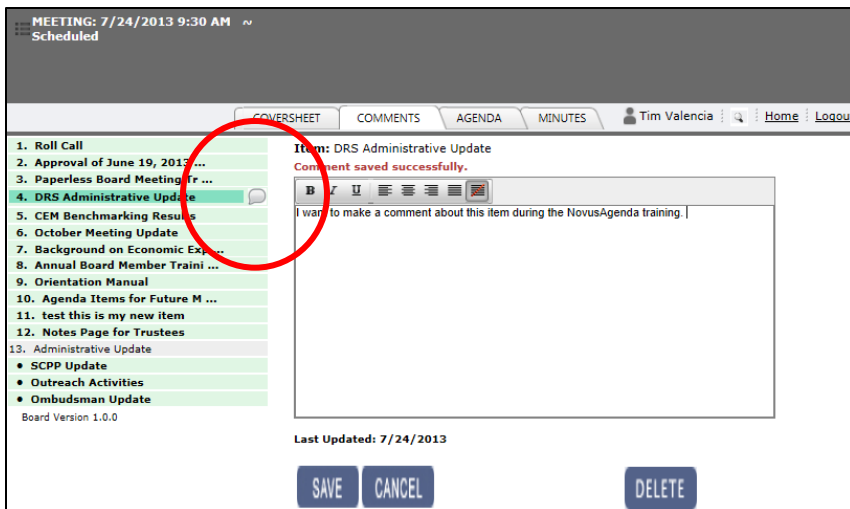 MEETING: 7/24/2013 9:30 AM ~
Scheduled
COVERSHEET COMMENTS AGENDA MINUTES Tim Valencia Home Logou
1. Roll Call
2. Approval of June 19, 2013 ...
3. Paperless Board Meeting Tr ...
4. DRS Administrative Update
5. CEM Benchmarking Results
6. October Meeting Update
7. Background on Economic Exp ...
8. Annual Board Member Traini ...
9. Orientation Manual
10. Agenda Items for Future M ...
11. test this is my new item
12. Notes Page for Trustees
13. Administrative Update
• SCPP Update
• Outreach Activities
• Ombudsman Update
Board Version 1.0.0
Item: DRS Administrative Update
Comment saved successfully.
B I U
I want to make a comment about this item during the NovusAgenda training.
Last Updated: 7/24/2013
SAVE CANCEL DELETE